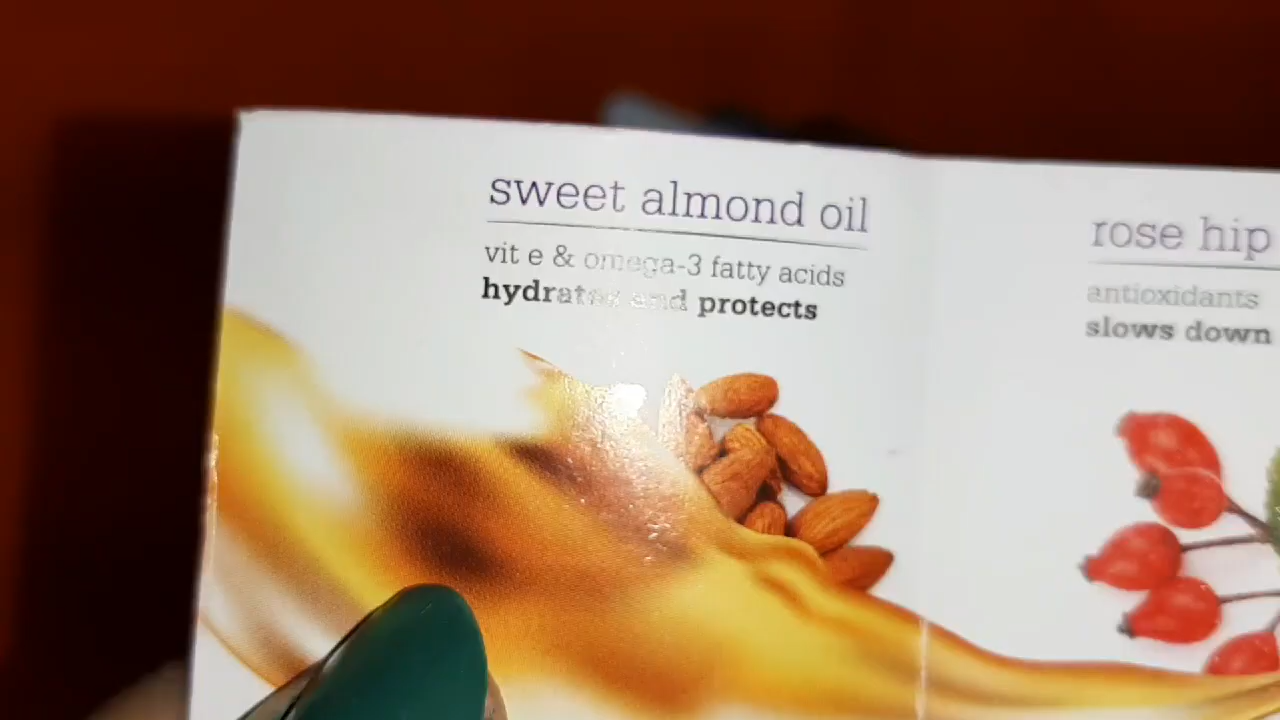 sweet almond oil
vit e & omega-3 fatty acids
hydrates and protects
rose hip
antioxidants
slows down